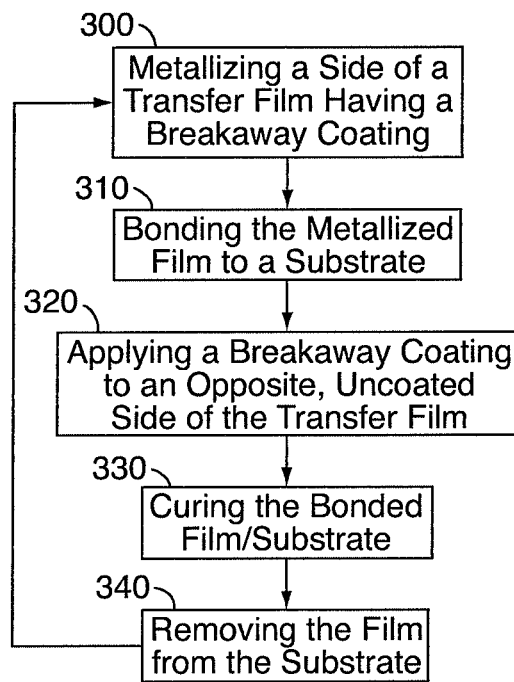 300
Metallizing a Side of a
Transfer Film Having a
Breakaway Coating
310
Bonding the Metallized
Film to a Substrate
320
Applying a Breakaway Coating
to an Opposite, Uncoated
Side of the Transfer Film
330
Curing the Bonded
Film/Substrate
340
Removing the Film
from the Substrate